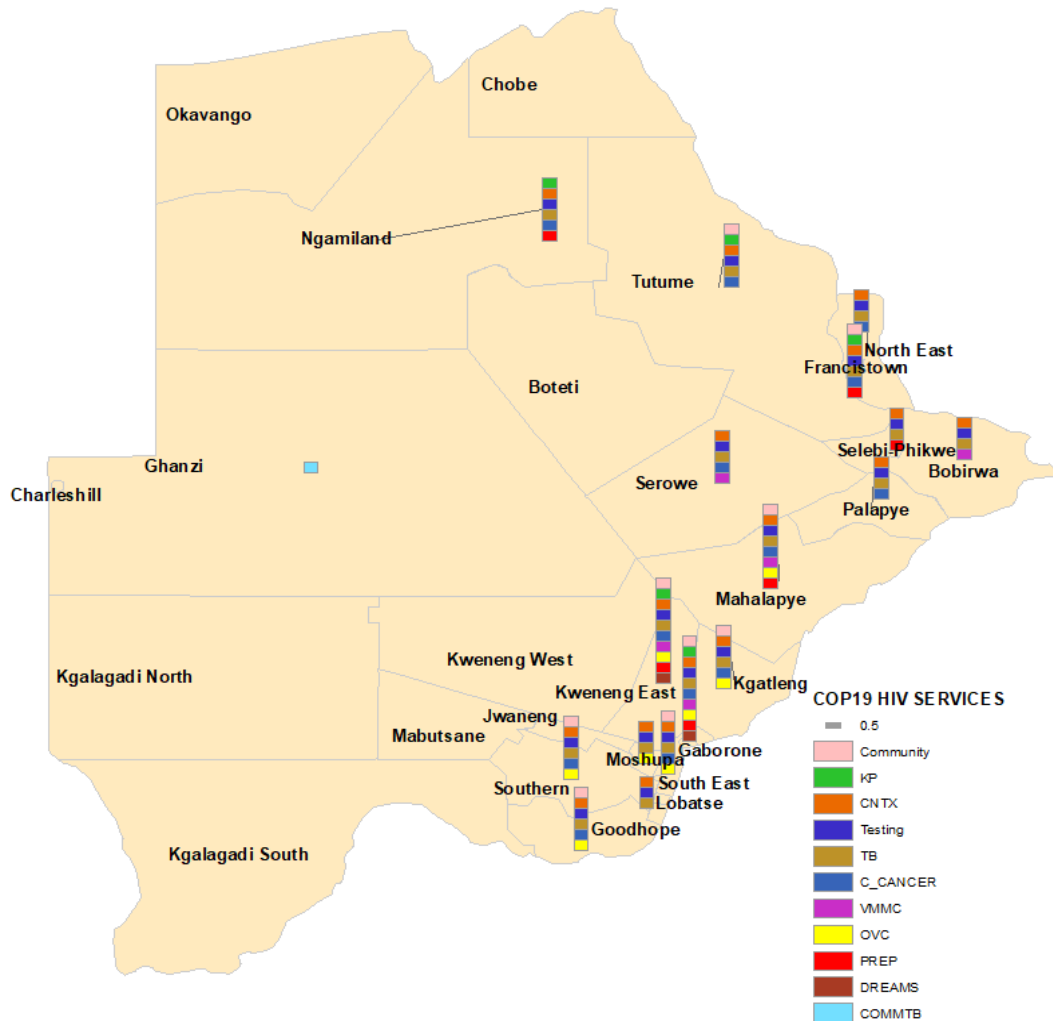 Chobe
Okavango
Ngamiland
Tutume
North East
Francistown
Boteti
Selebi-Phikwe
Bobirwa
Ghanzi
Serowe
Charleshill
Palapye
Mahalapye
Kweneng West
Kgalagadi North
Kgatleng
Kweneng East
Jwaneng
Mabutsane
Gaborone
Moshupa
South East
Southern
Lobatse
Goodhope
Kgalagadi South
COP19 HIV SERVICES
0.5
Community
KP
CNTX
Testing
TB
C_CANCER
VMMC
OVC
PREP
DREAMS
COMMTB